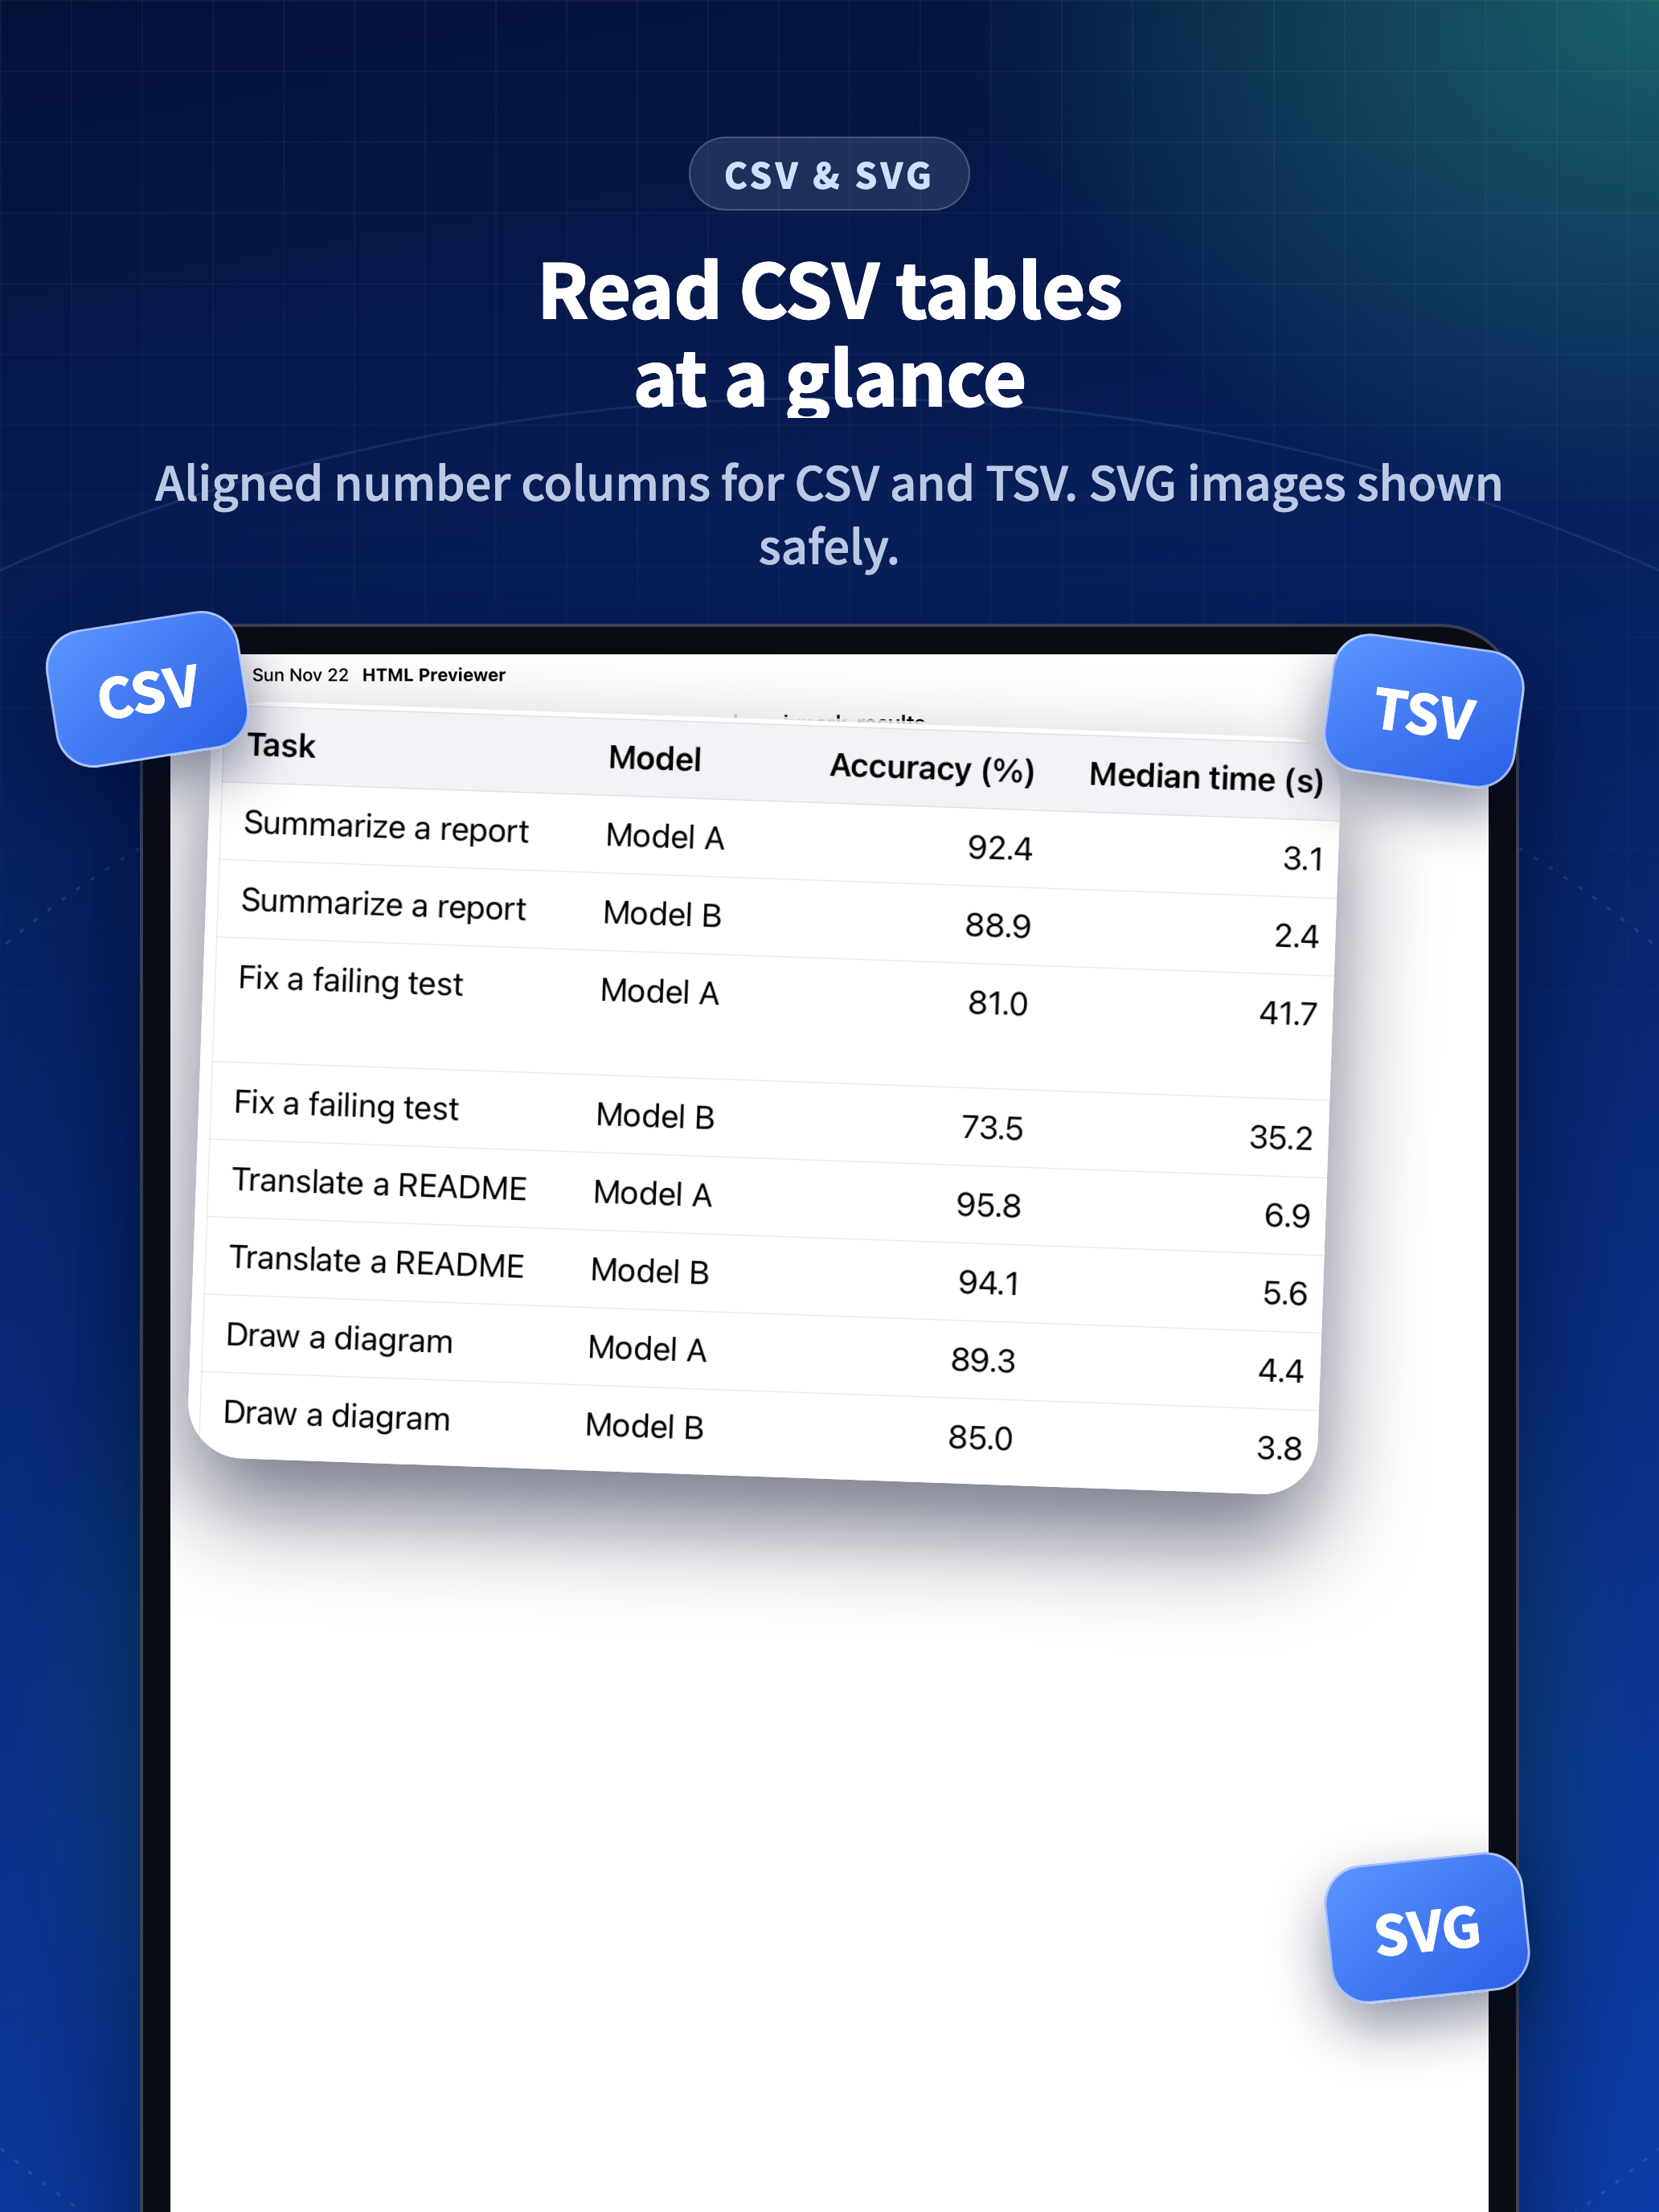 CSV & SVG
Read CSV tables
at a glance
Aligned number columns for CSV and TSV. SVG images shown
safely.
CSV
TSV
Sun Nov 22 HTML Previewer
Task Model Accuracy (%) Median time (s)
Summarize a report Model A 92.4 3.1
Summarize a report Model B 88.9 2.4
Fix a failing test Model A 81.0 41.7
Fix a failing test Model B 73.5 35.2
Translate a README Model A 95.8 6.9
Translate a README Model B 94.1 5.6
Draw a diagram Model A 89.3 4.4
Draw a diagram Model B 85.0 3.8
SVG